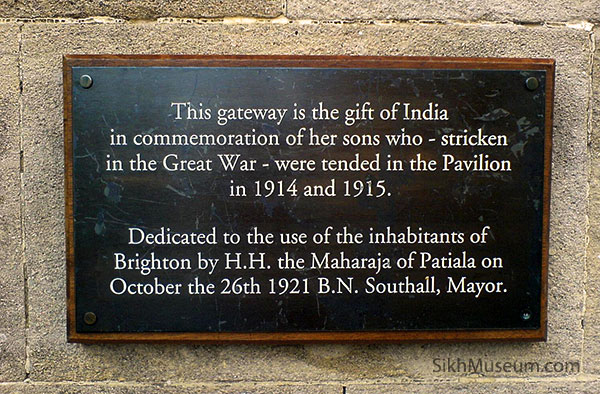 This gateway is the gift of India
in commemoration of her sons who - stricken
in the Great War - were tended in the Pavilion
in 1914 and 1915.
Dedicated to the use of the inhabitants of
Brighton by H.H. the Maharaja of Patiala on
October the 26th 1921 B.N. Southall, Mayor.
SikhMuseum.com